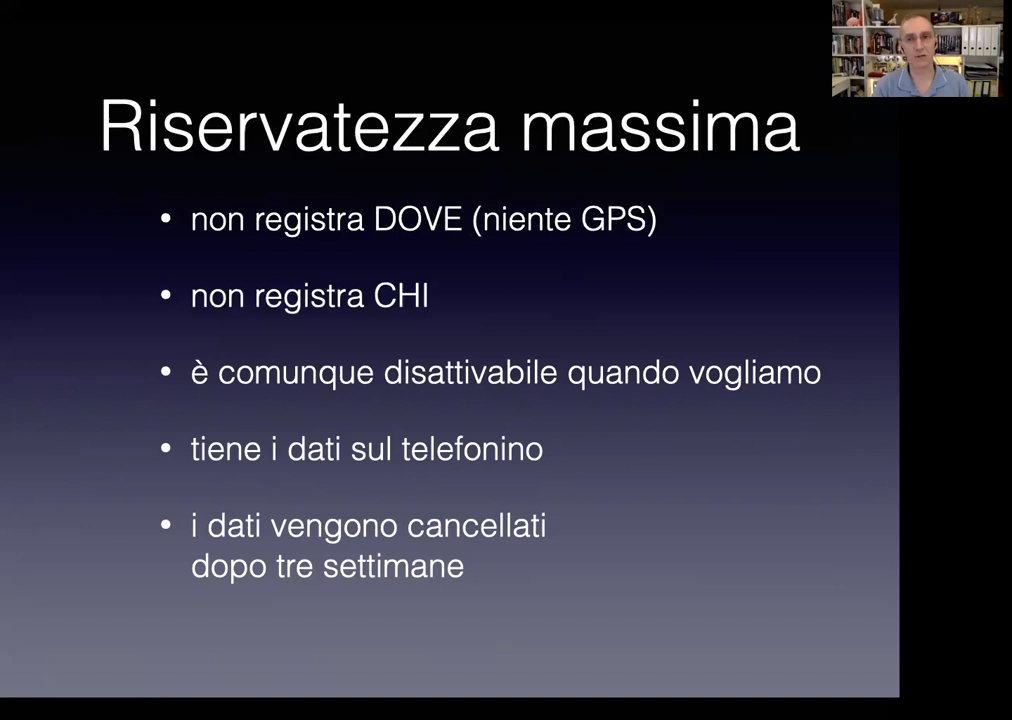 Riservatezza massima
• non registra DOVE (niente GPS)
• non registra CHI
• è comunque disattivabile quando vogliamo
• tiene i dati sul telefonino
• i dati vengono cancellati
dopo tre settimane